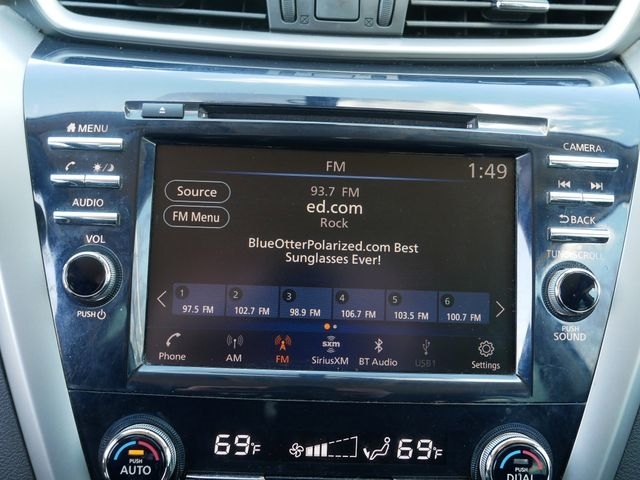 MENU
CAMERA
FM
1:49
Source
93.7 FM
ed.com
FM Menu
Rock
AUDIO
BACK
BlueOtterPolarized.com Best
Sunglasses Ever!
VOL
TUNE/SCROLL
1 2 3 4 5 6
97.5 FM 102.7 FM 98.9 FM 106.7 FM 103.5 FM 100.7 FM
PUSH
PUSH
SOUND
sxm
Phone AM FM SiriusXM BT Audio USB1 Settings
69°F 69°F
PUSH
AUTO
PUSH
DUAL